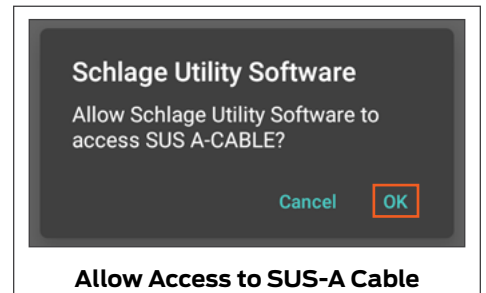 Schlage Utility Software
Allow Schlage Utility Software to
access SUS A-CABLE?
Cancel OK
Allow Access to SUS-A Cable